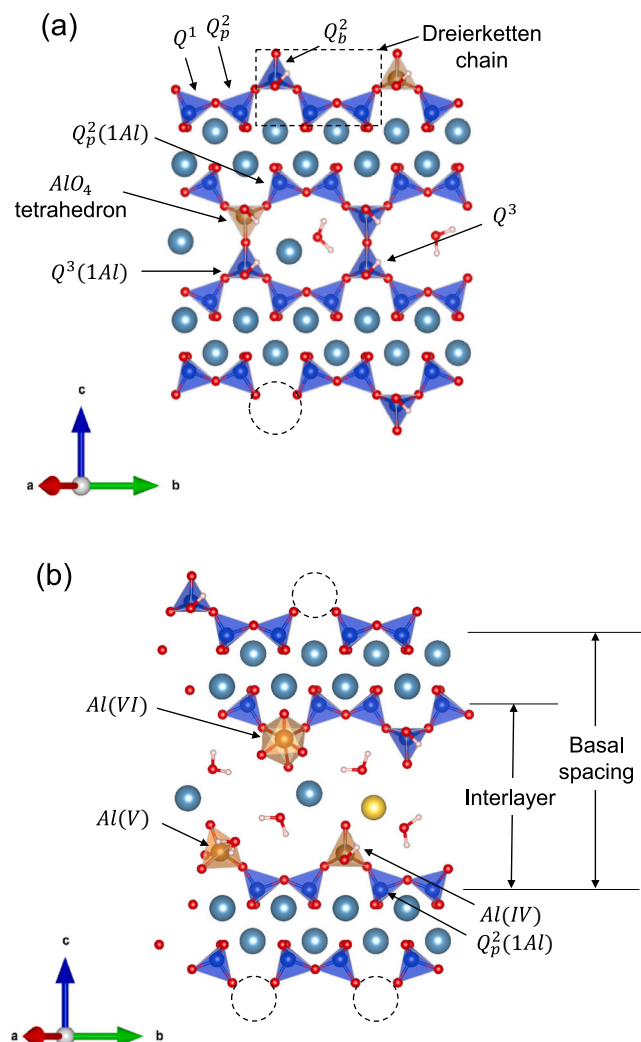 (a)
$Q^1$
$Q_p^2$
$Q_b^2$
Dreierketten
chain
$Q_p^2(1Al)$
$AlO_4$
tetrahedron
$Q^3$
$Q^3(1Al)$
c
a
b
(b)
Al(VI)
Basal
spacing
Interlayer
Al(V)
Al(IV)
$Q_p^2(1Al)$
c
a
b